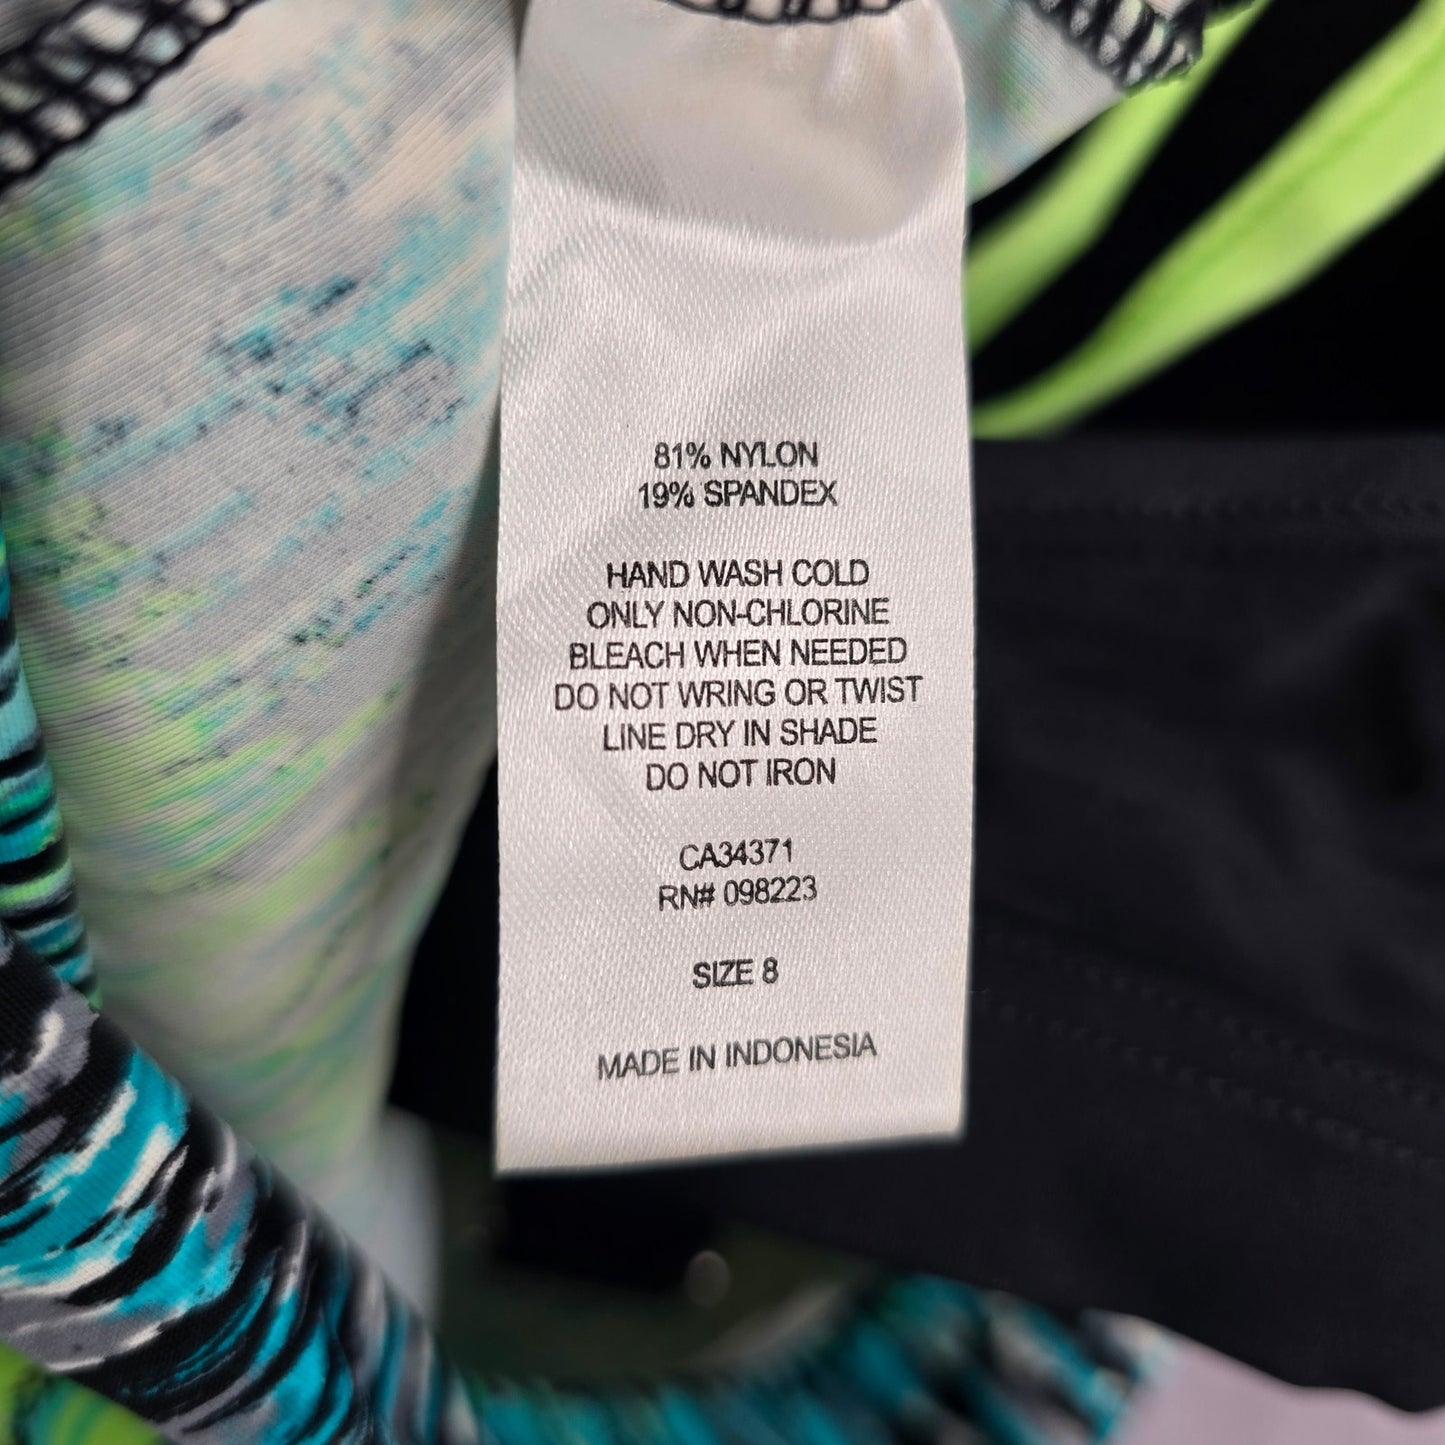 81% NYLON
19% SPANDEX
HAND WASH COLD
ONLY NON-CHLORINE
BLEACH WHEN NEEDED
DO NOT WRING OR TWIST
LINE DRY IN SHADE
DO NOT IRON
CA34371
RN# 098223
SIZE 8
MADE IN INDONESIA